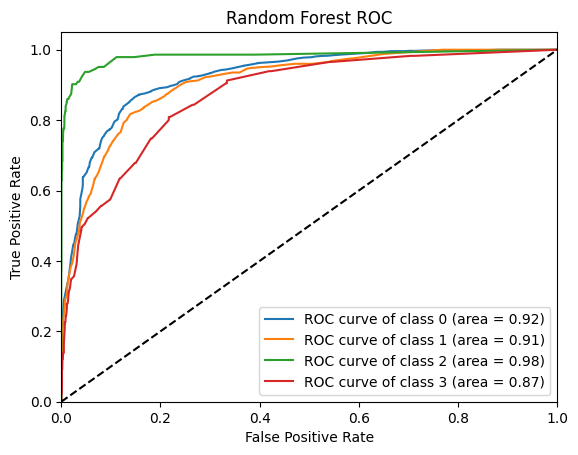 Random Forest ROC
True Positive Rate
1.0
0.8
0.6
0.4
0.2
0.0
ROC curve of class 0 (area = 0.92)
ROC curve of class 1 (area = 0.91)
ROC curve of class 2 (area = 0.98)
ROC curve of class 3 (area = 0.87)
0.0 0.2 0.4 0.6 0.8 1.0
False Positive Rate